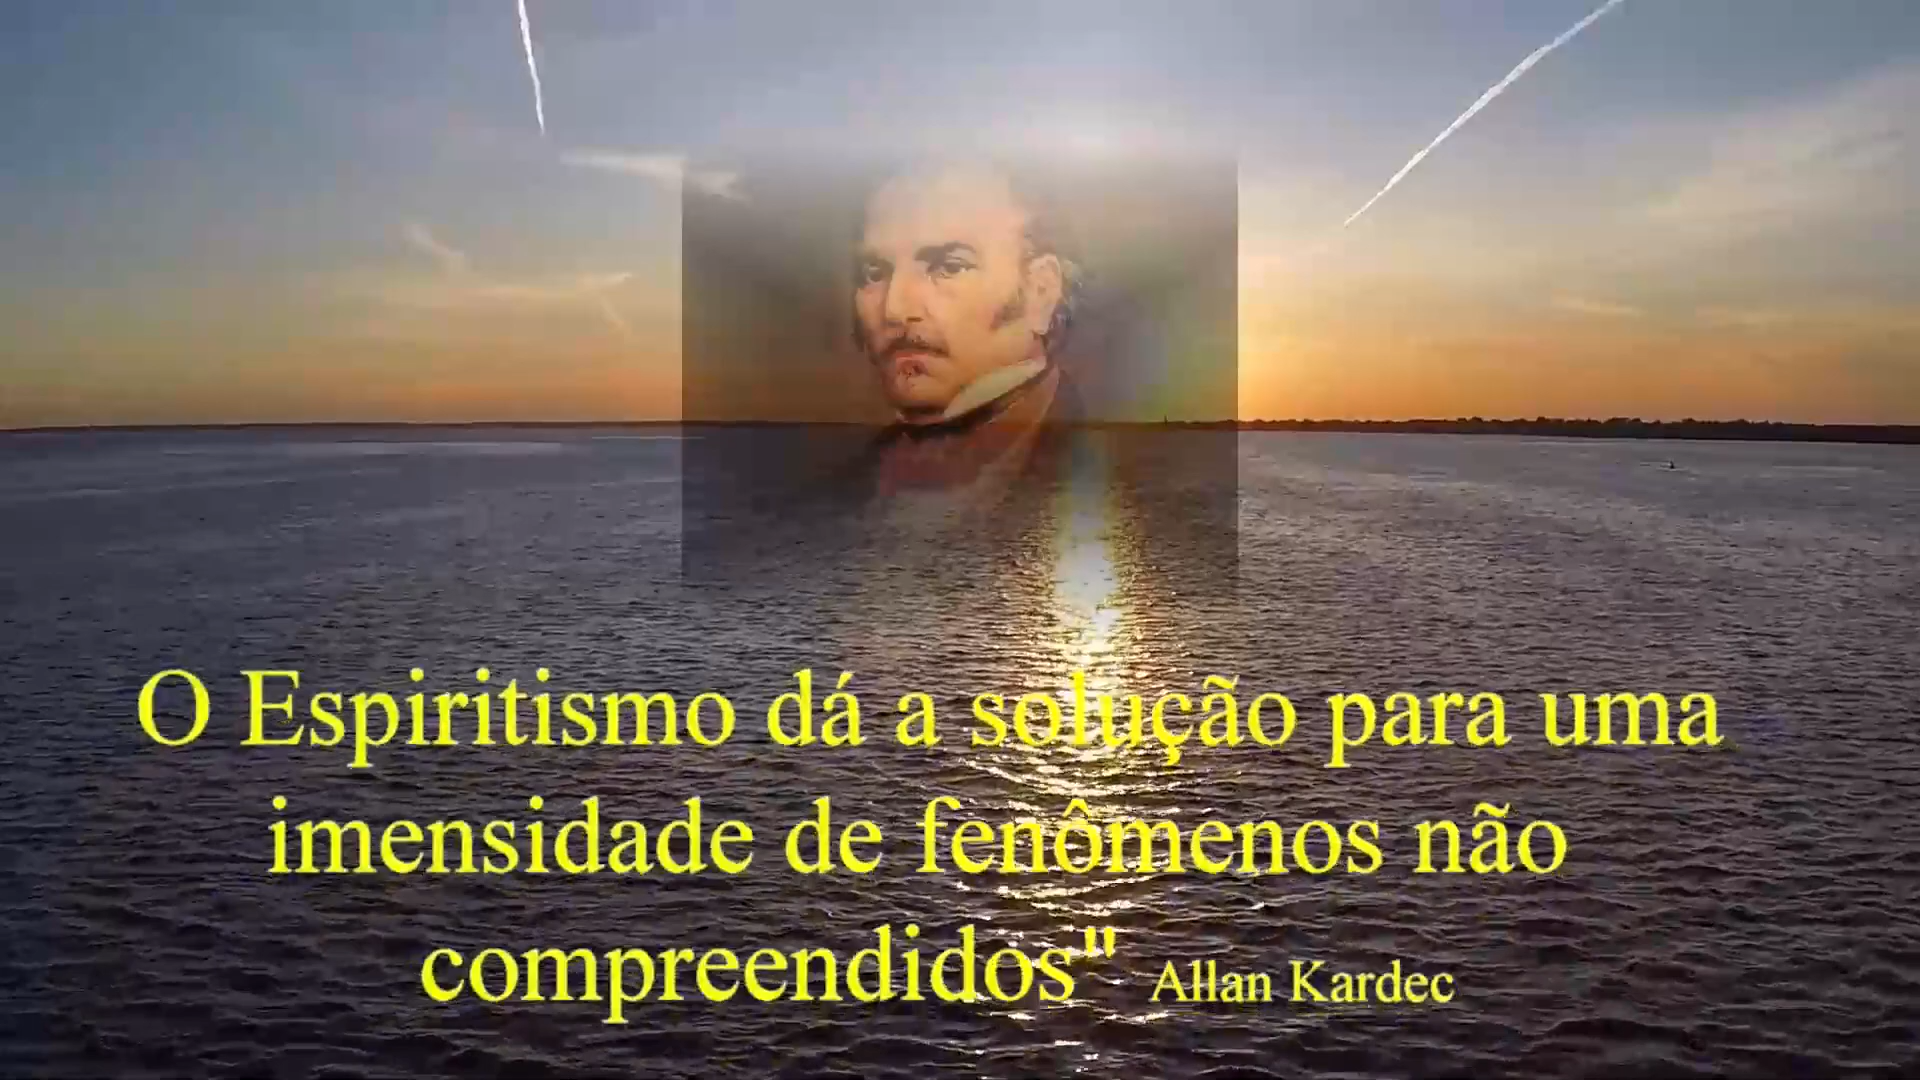 O Espiritismo dá a solução para uma
imensidade de fenômenos não
compreendidos" Allan Kardec